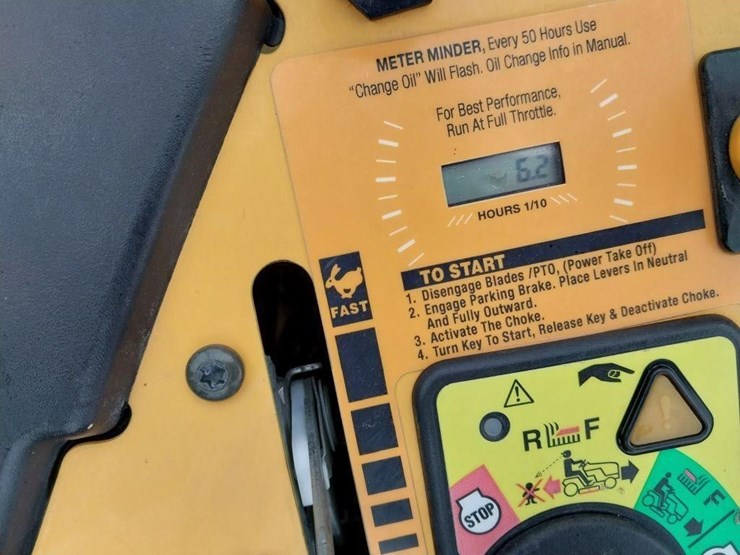 METER MINDER, Every 50 Hours Use
"Change Oil" Will Flash. Oil Change Info in Manual.
For Best Performance,
Run At Full Throttle.
6.2
HOURS 1/10
FAST
TO START
1. Disengage Blades /PTO, (Power Take Off)
2. Engage Parking Brake. Place Levers In Neutral
And Fully Outward.
3. Activate The Choke.
4. Turn Key To Start, Release Key & Deactivate Choke.
R F
STOP
F